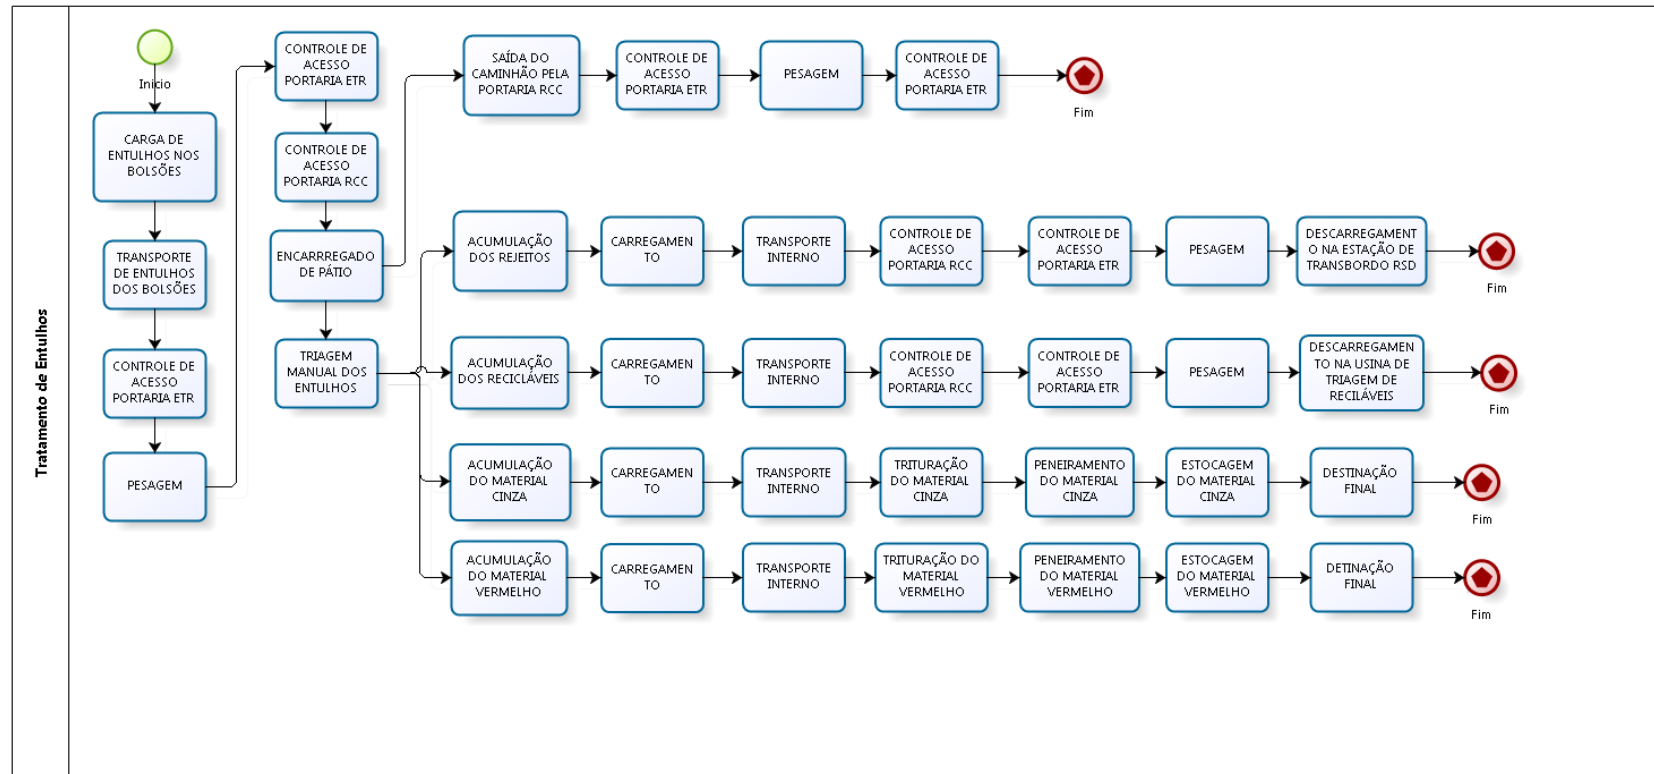 Tratamento de Entulhos
Início
CARGA DE
ENTULHOS NOS
BOLSÕES
TRANSPORTE
DE ENTULHOS
DOS BOLSÕES
CONTROLE DE
ACESSO
PORTARIA ETR
PESAGEM
CONTROLE DE
ACESSO
PORTARIA ETR
CONTROLE DE
ACESSO
PORTARIA RCC
ENCARRREGADO
DE PÁTIO
TRIAGEM
MANUAL DOS
ENTULHOS
SAÍDA DO
CAMINHÃO PELA
PORTARIA RCC
CONTROLE DE
ACESSO
PORTARIA ETR
PESAGEM
CONTROLE DE
ACESSO
PORTARIA ETR
Fim
ACUMULAÇÃO
DOS REJEITOS
CARREGAMEN
TO
TRANSPORTE
INTERNO
CONTROLE DE
ACESSO
PORTARIA RCC
CONTROLE DE
ACESSO
PORTARIA ETR
PESAGEM
DESCARREGAMENT
O NA ESTAÇÃO DE
TRANSBORDO RSD
Fim
ACUMULAÇÃO
DOS RECICLÁVEIS
CARREGAMEN
TO
TRANSPORTE
INTERNO
CONTROLE DE
ACESSO
PORTARIA RCC
CONTROLE DE
ACESSO
PORTARIA ETR
PESAGEM
DESCARREGAMEN
TO NA USINA DE
TRIAGEM DE
RECILÁVEIS
Fim
ACUMULAÇÃO
DO MATERIAL
CINZA
CARREGAMEN
TO
TRANSPORTE
INTERNO
TRITURAÇÃO
DO MATERIAL
CINZA
PENEIRAMENTO
DO MATERIAL
CINZA
ESTOCAGEM
DO MATERIAL
CINZA
DESTINAÇÃO
FINAL
Fim
ACUMULAÇÃO
DO MATERIAL
VERMELHO
CARREGAMEN
TO
TRANSPORTE
INTERNO
TRITURAÇÃO DO
MATERIAL
VERMELHO
PENEIRAMENTO
DO MATERIAL
VERMELHO
ESTOCAGEM
DO MATERIAL
VERMELHO
DETINAÇÃO
FINAL
Fim